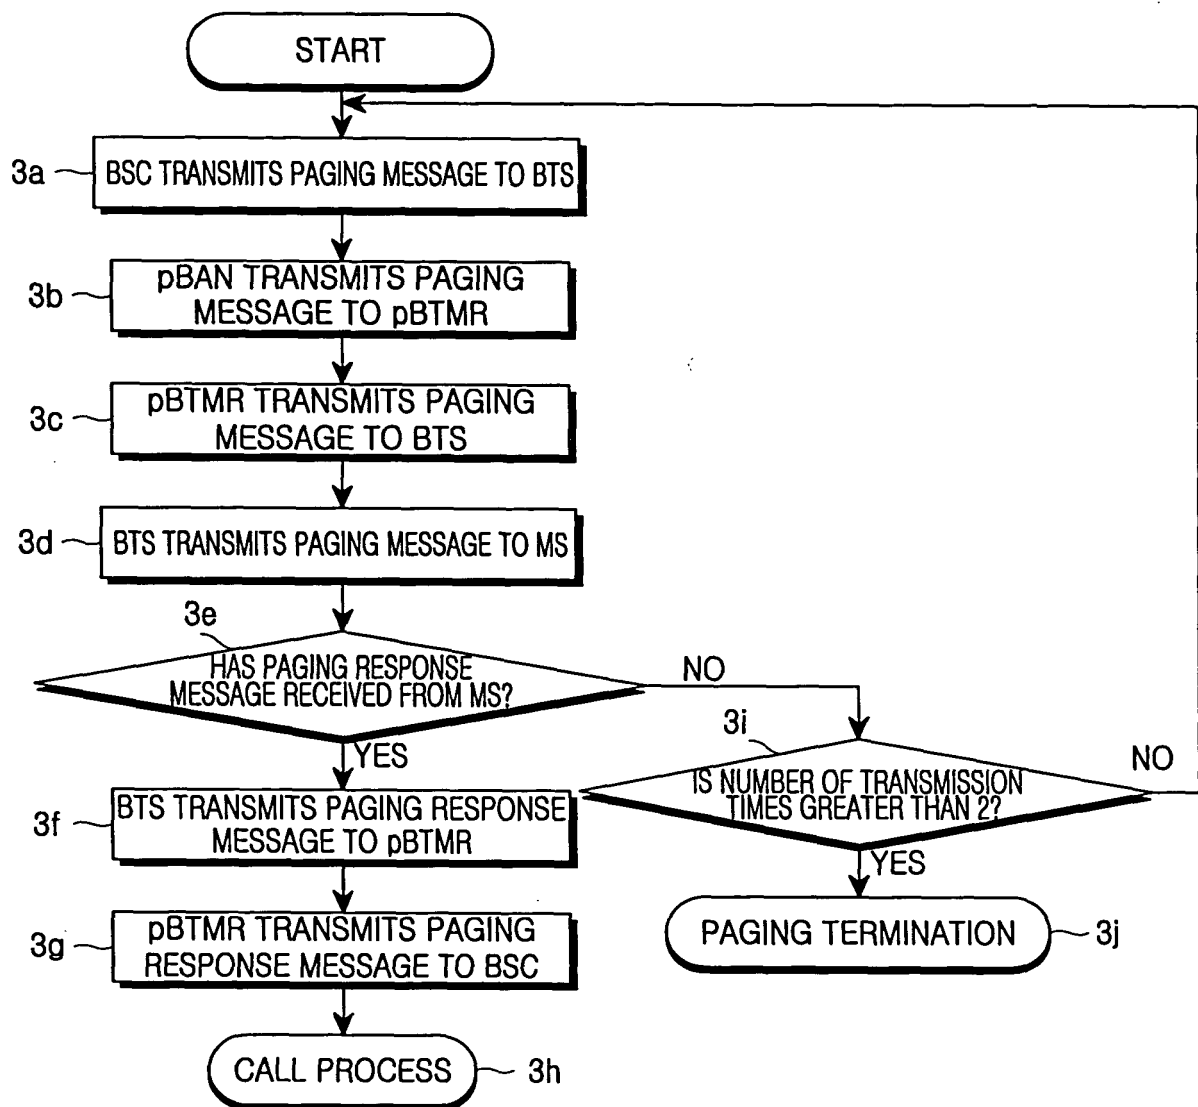 START
3a
BSC TRANSMITS PAGING MESSAGE TO BTS
3b
pBAN TRANSMITS PAGING
MESSAGE TO pBTMR
3c
pBTMR TRANSMITS PAGING
MESSAGE TO BTS
3d
BTS TRANSMITS PAGING MESSAGE TO MS
3e
HAS PAGING RESPONSE
MESSAGE RECEIVED FROM MS?
NO
YES
3i
IS NUMBER OF TRANSMISSION
TIMES GREATER THAN 2?
NO
YES
3f
BTS TRANSMITS PAGING RESPONSE
MESSAGE TO pBTMR
3g
pBTMR TRANSMITS PAGING
RESPONSE MESSAGE TO BSC
PAGING TERMINATION
3j
CALL PROCESS
3h